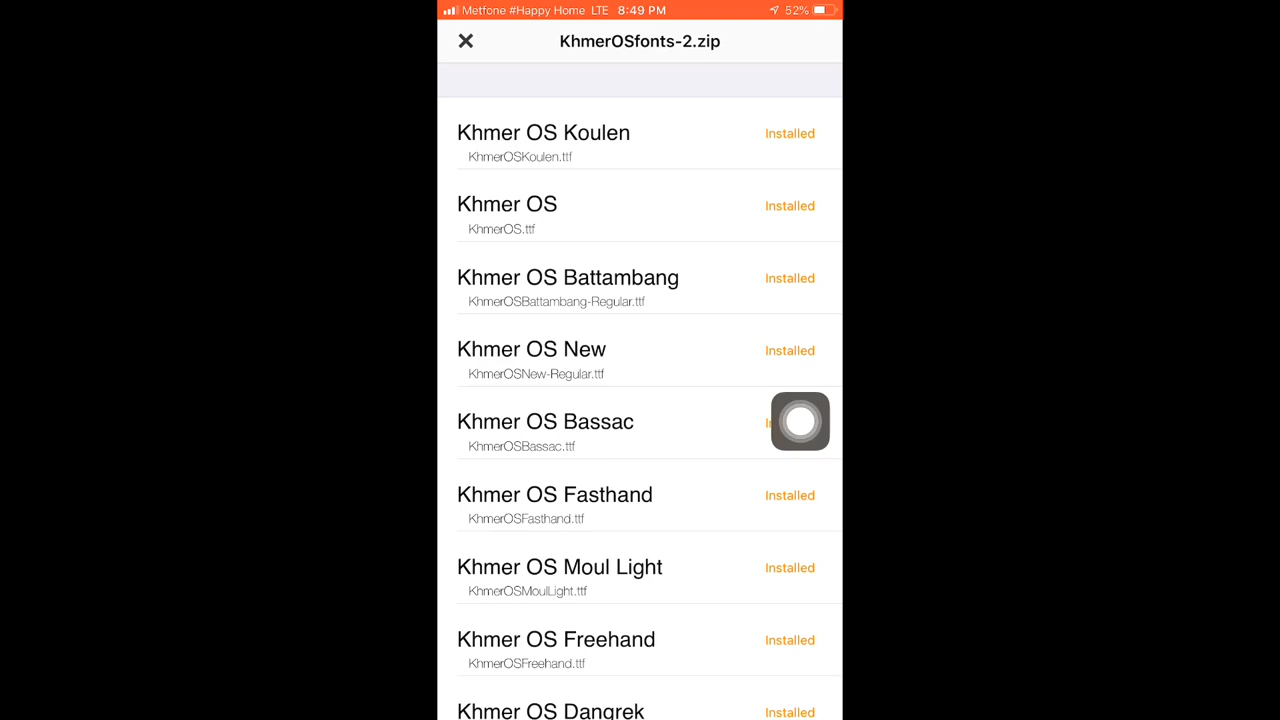 Metfone #Happy Home LTE 8:49 PM 52%
KhmerOSfonts-2.zip
Khmer OS Koulen Installed
KhmerOSKoulen.ttf
Khmer OS Installed
KhmerOS.ttf
Khmer OS Battambang Installed
KhmerOSBattambang-Regular.ttf
Khmer OS New Installed
KhmerOSNew-Regular.ttf
Khmer OS Bassac
KhmerOSBassac.ttf
Khmer OS Fasthand Installed
KhmerOSFasthand.ttf
Khmer OS Moul Light Installed
KhmerOSMoulLight.ttf
Khmer OS Freehand Installed
KhmerOSFreehand.ttf
Khmer OS Dangrek Installed